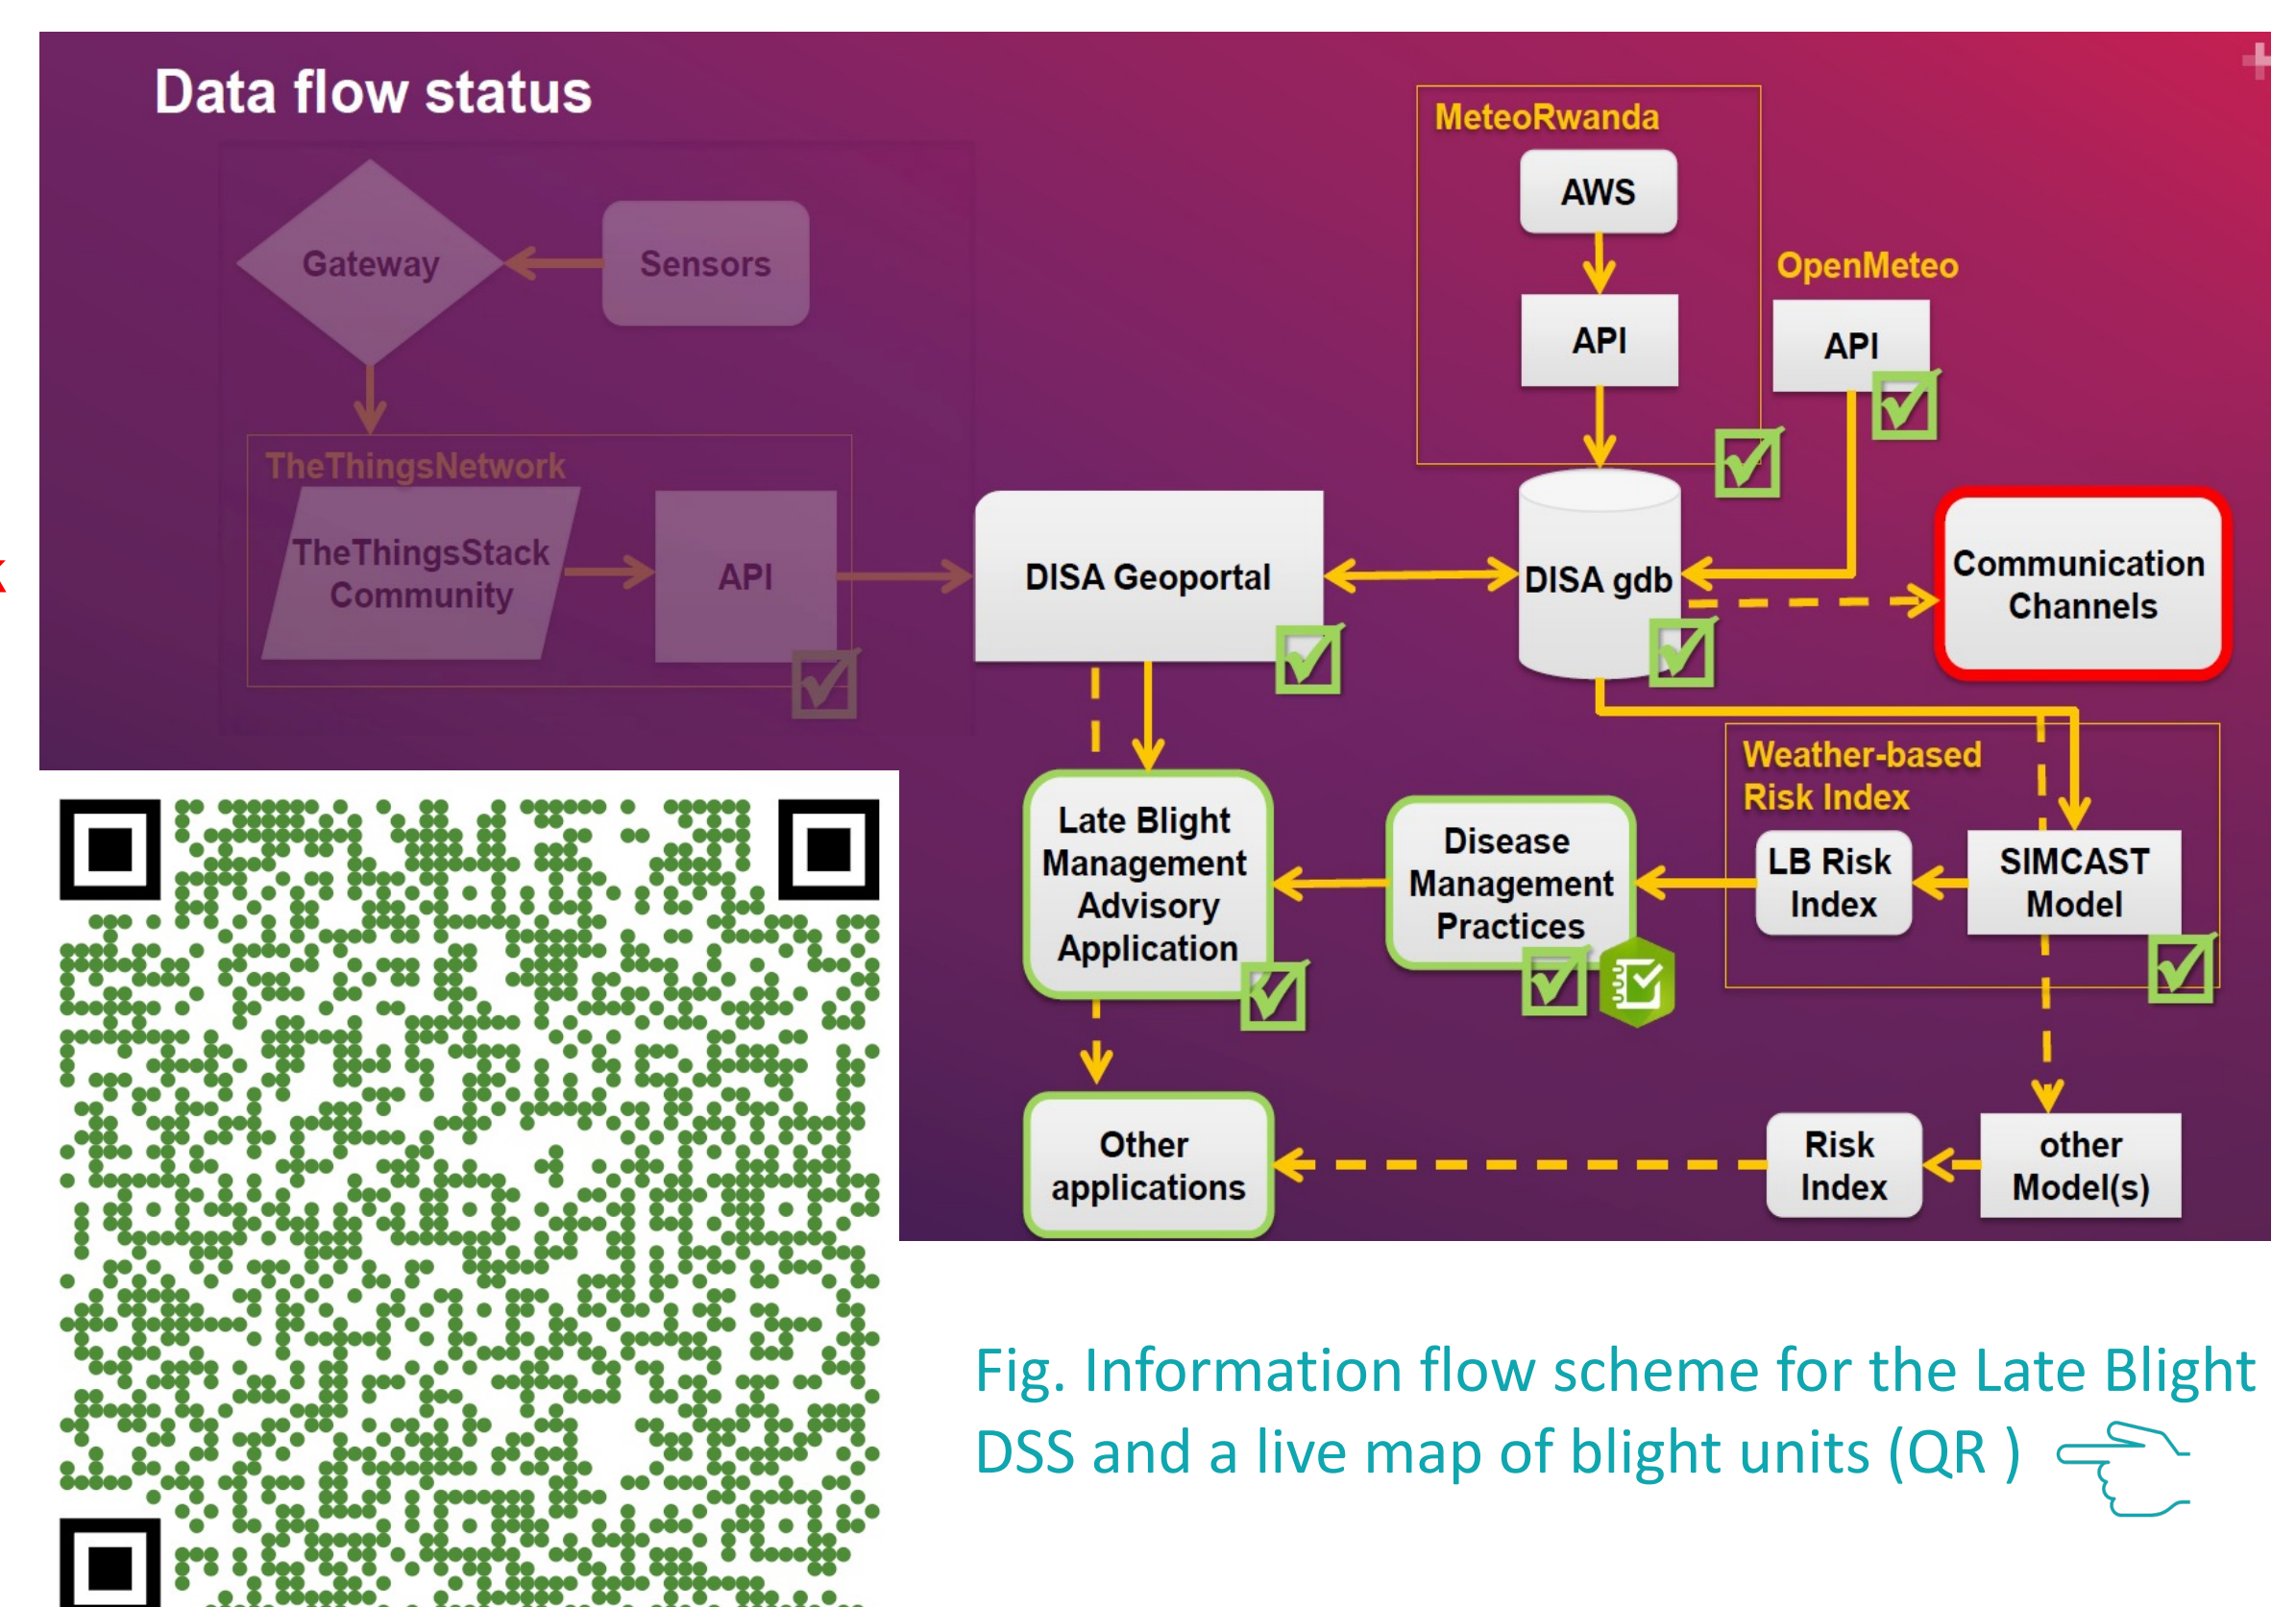 Data flow status
MeteoRwanda
AWS
API
OpenMeteo
API
Gateway
Sensors
TheThingsNetwork
TheThingsStack
Community
API
DISA Geoportal
DISA gdb
Communication
Channels
Weather-based
Risk Index
Late Blight
Management
Advisory
Application
Disease
Management
Practices
LB Risk
Index
SIMCAST
Model
Other
applications
Risk
Index
other
Model(s)
Fig. Information flow scheme for the Late Blight
DSS and a live map of blight units (QR )